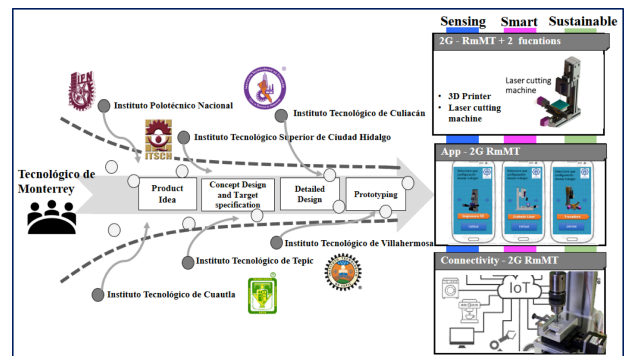 Sensing Smart Sustainable
2G - RmMT + 2 fucntions
Laser cutting
machine
• 3D Printer
• Laser cutting
machine
IPN
ITSCH
Instituto Polotécnico Nacional
Instituto Tecnológico de Culiacán
Instituto Tecnológico Superior de Ciudad Hidalgo
Tecnológico de
Monterrey
Product
Idea
Concept Design
and Target
specification
Detailed
Design
Prototyping
Instituto Tecnológico de Villahermosa
Instituto Tecnológico de Tepic
Instituto Tecnológico de Cuautla
App - 2G RmMT
Impresora 3D
Connectivity - 2G RmMT
IoT